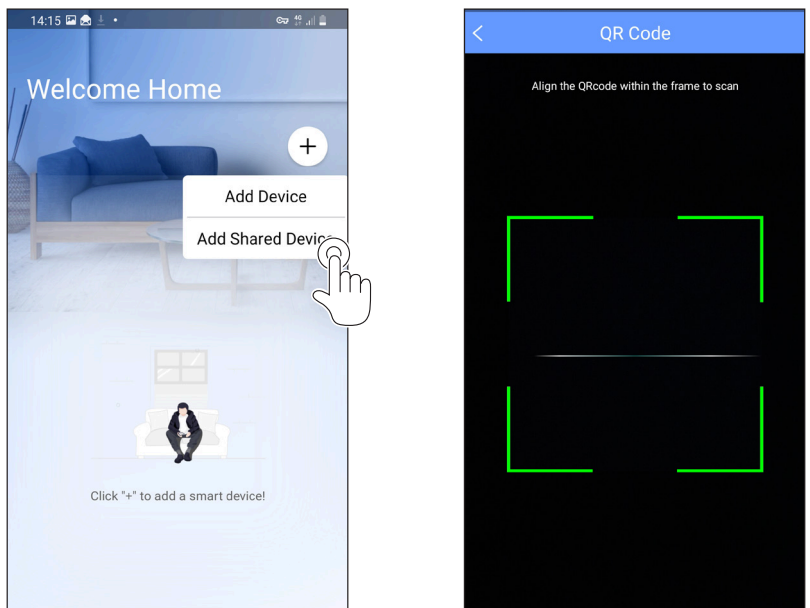 14:15
Welcome Home
+
Add Device
Add Shared Device
Click "+" to add a smart device!
QR Code
Align the QRcode within the frame to scan